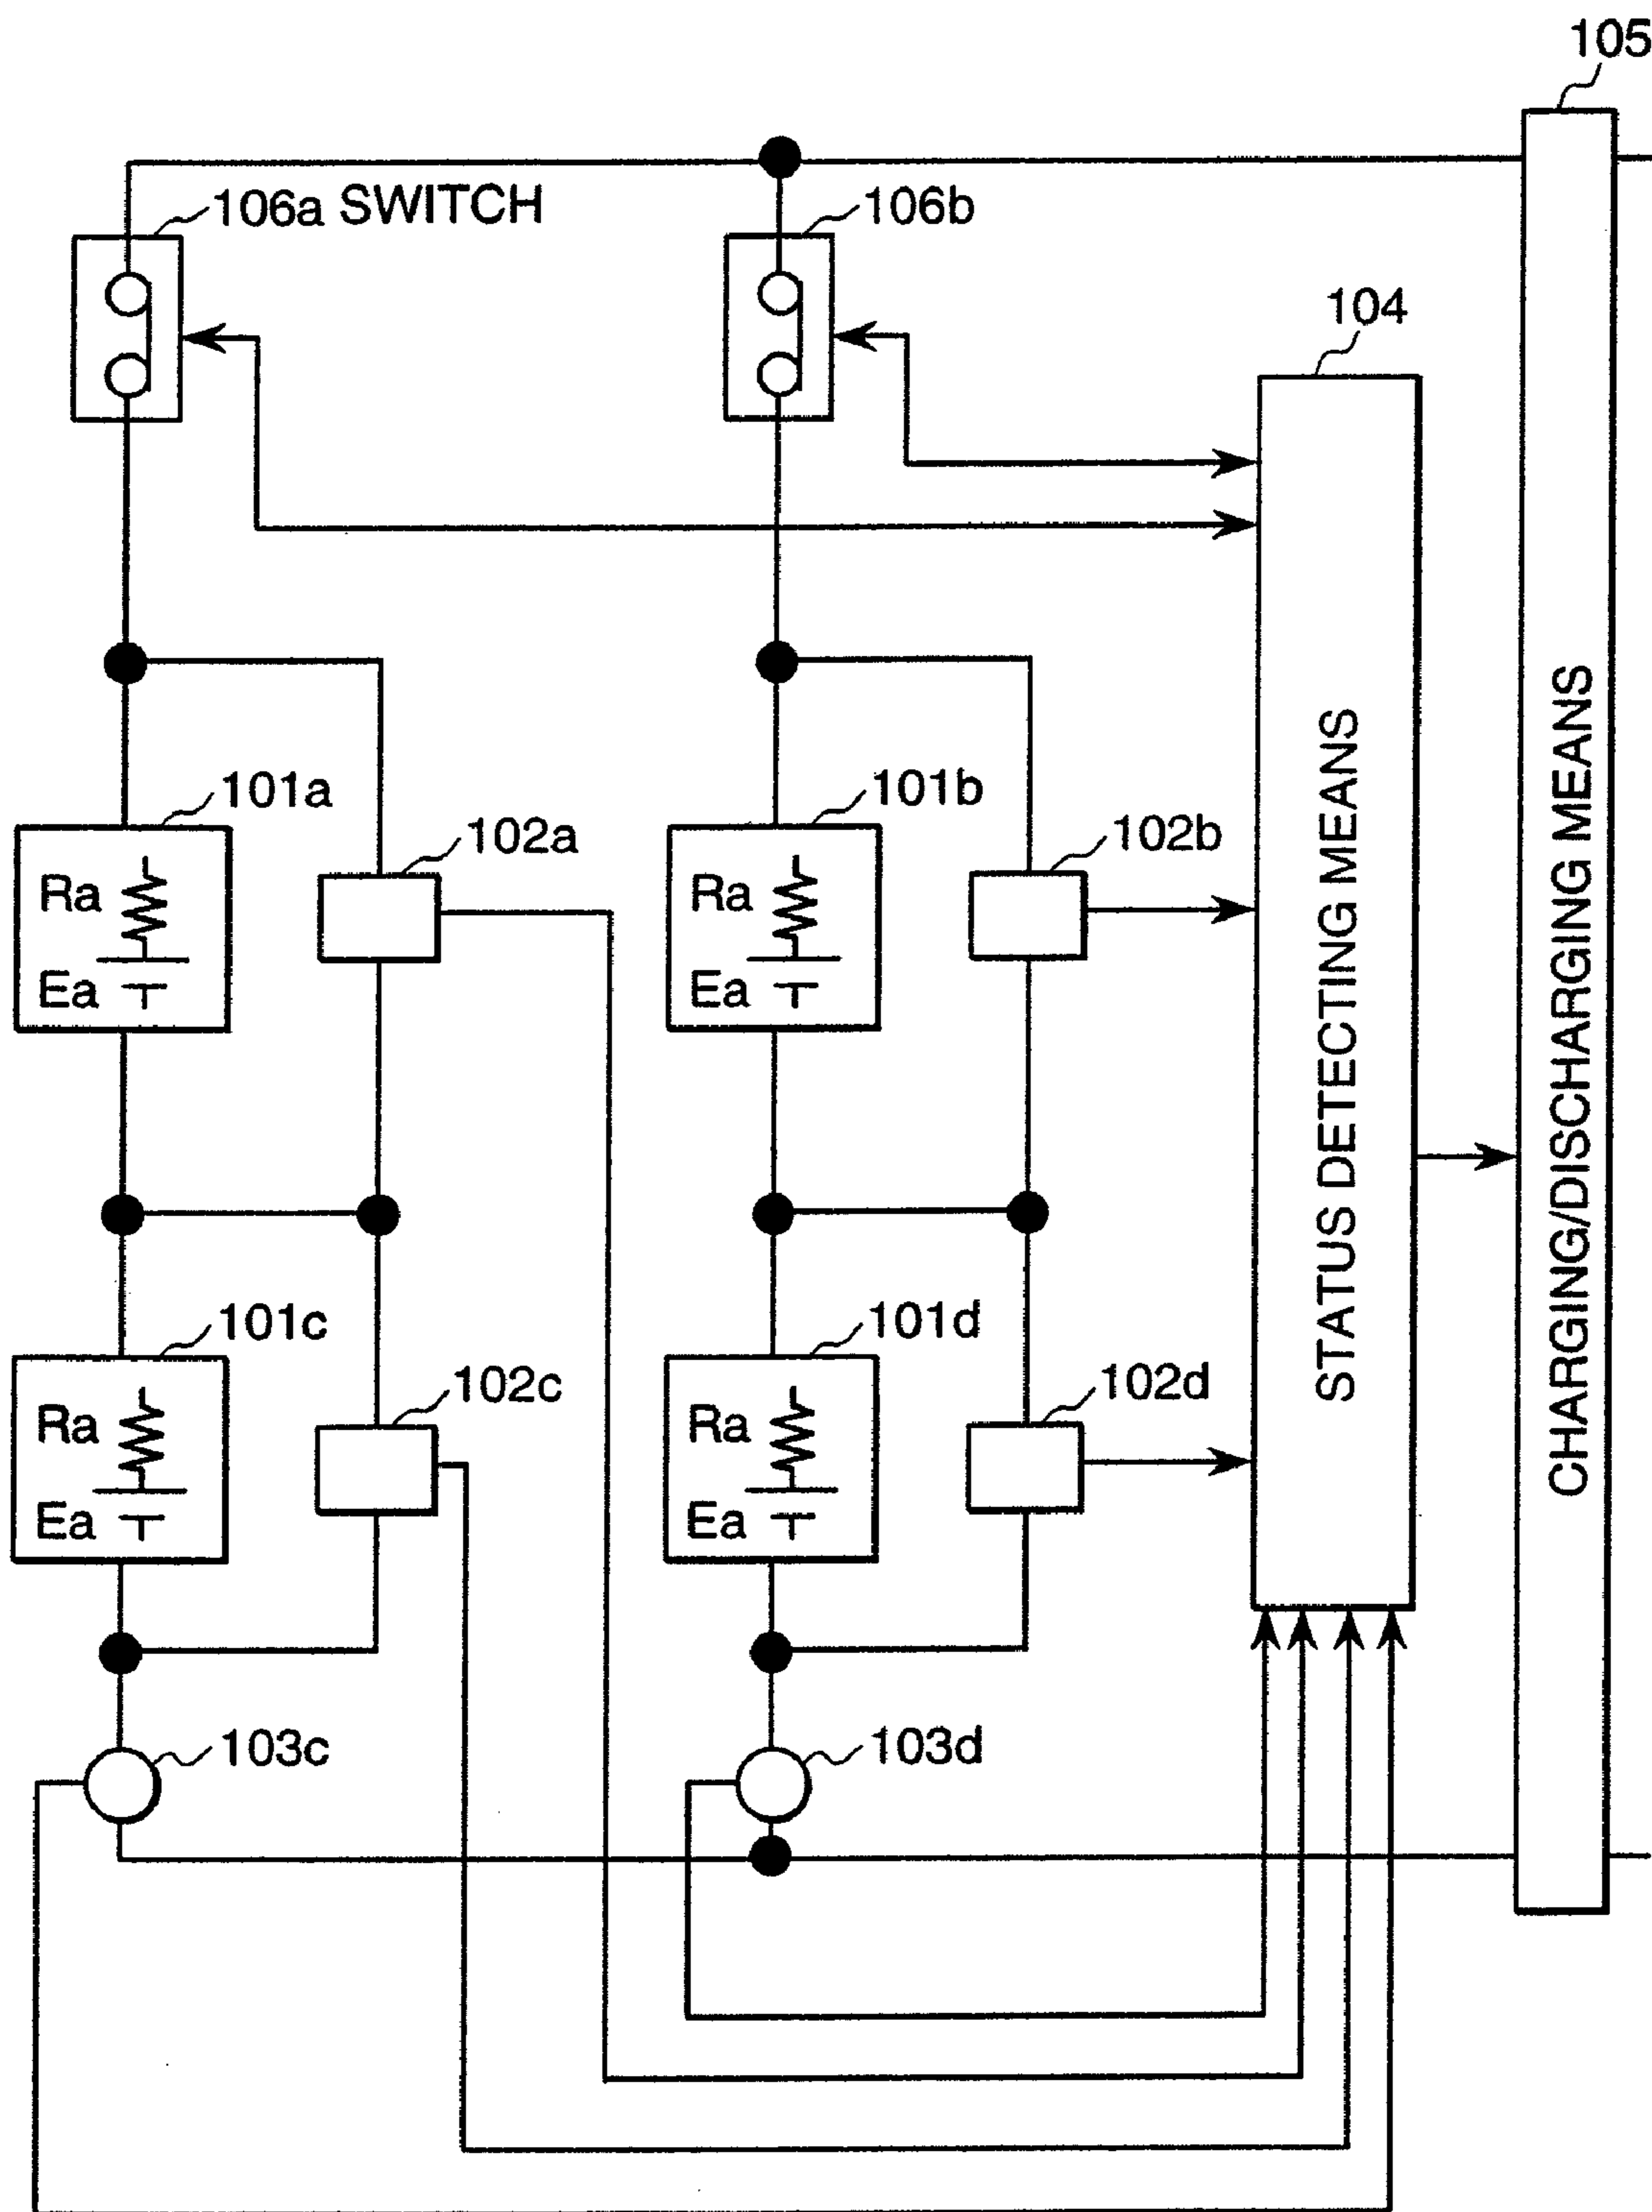 105
106a SWITCH
106b
104
101a
102a
101b
102b
Ra
Ea
Ra
Ea
STATUS DETECTING MEANS
CHARGING/DISCHARGING MEANS
101c
102c
101d
102d
Ra
Ea
Ra
Ea
103c
103d